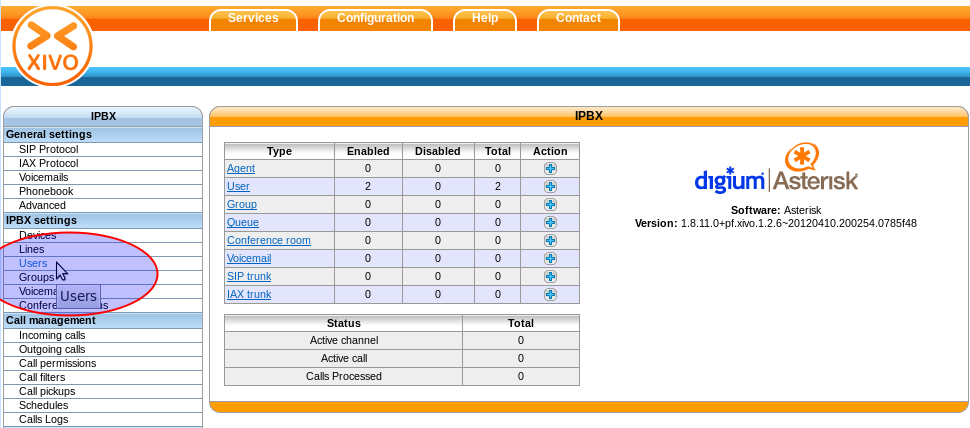 Services Configuration Help Contact
XIVO
IPBX
General settings
SIP Protocol
IAX Protocol
Voicemails
Phonebook
Advanced
IPBX settings
Devices
Lines
Users
Groups
Users
Call management
Incoming calls
Outgoing calls
Call permissions
Call filters
Call pickups
Schedules
Calls Logs
IPBX
Type Enabled Disabled Total Action
Agent 0 0 0
User 2 0 2
Group 0 0 0
Queue 0 0 0
Conference room 0 0 0
Voicemail 0 0 0
SIP trunk 0 0 0
IAX trunk 0 0 0
Status Total
Active channel 0
Active call 0
Calls Processed 0
digium Asterisk
Software: Asterisk
Version: 1.8.11.0+pf.xivo.1.2.6~20120410.200254.0785f48